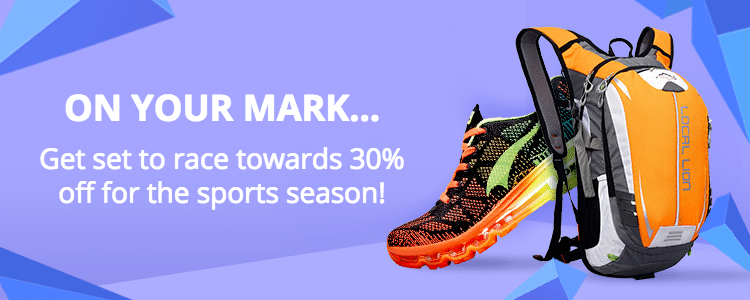 ON YOUR MARK...
Get set to race towards 30%
off for the sports season!
LOCAL LION